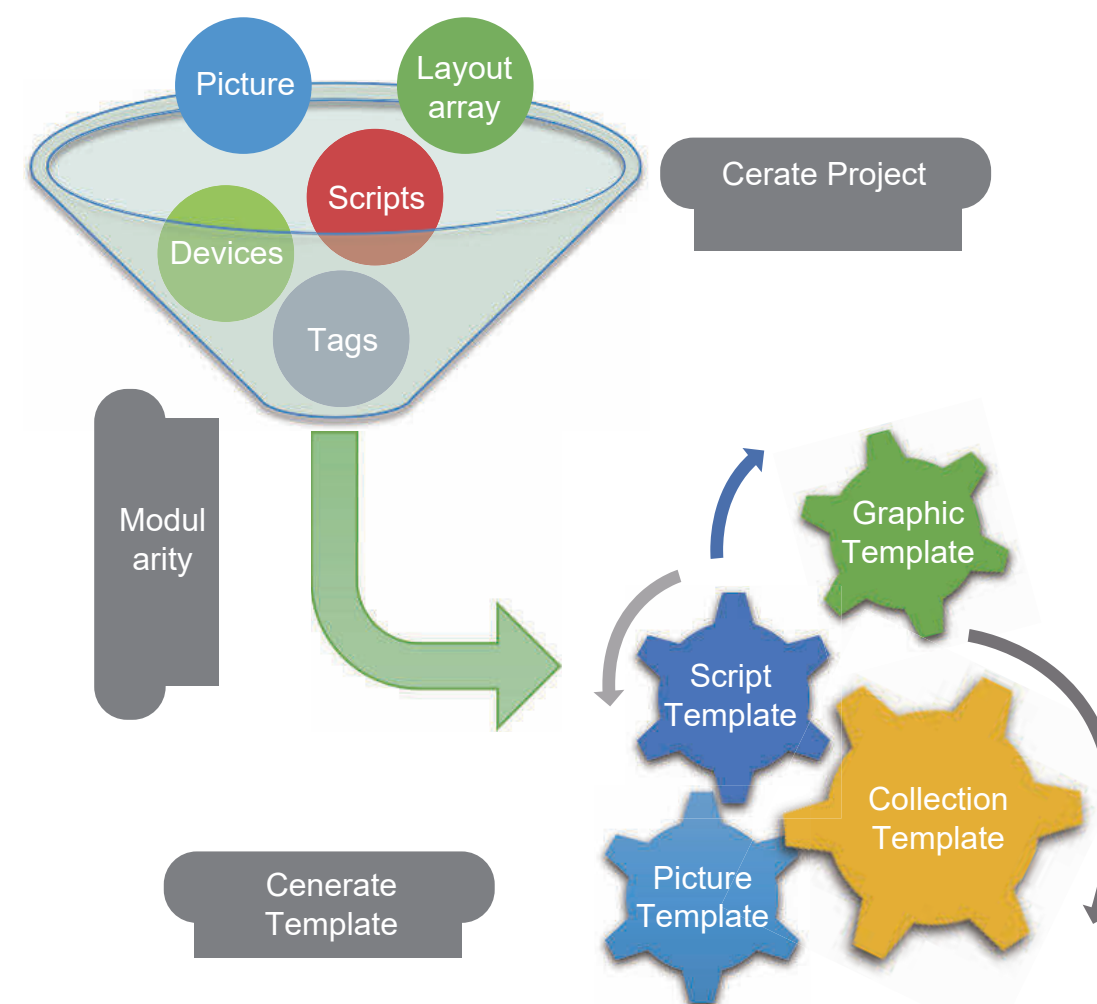 Picture
Layout
array
Scripts
Devices
Tags
Cerate Project
Modul
arity
Graphic
Template
Script
Template
Collection
Template
Picture
Template
Cenerate
Template